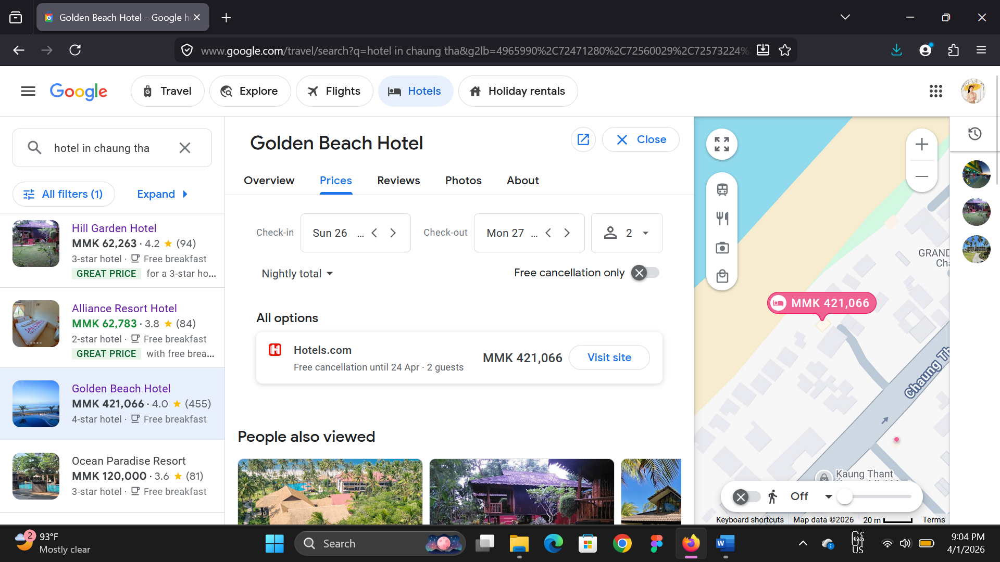 Golden Beach Hotel – Google h
www.google.com/travel/search?q=hotel in chaung tha&g2lb=4965990%2C72471280%2C72560029%2C72573224%
Google
Travel
Explore
Flights
Hotels
Holiday rentals
hotel in chaung tha
All filters (1)
Expand
Hill Garden Hotel
MMK 62,263 · 4.2 ★ (94)
3-star hotel · Free breakfast
GREAT PRICE for a 3-star ho...
Alliance Resort Hotel
MMK 62,783 · 3.8 ★ (84)
2-star hotel · Free breakfast
GREAT PRICE with free brea...
Golden Beach Hotel
MMK 421,066 · 4.0 ★ (455)
4-star hotel · Free breakfast
Ocean Paradise Resort
MMK 120,000 · 3.6 ★ (81)
3-star hotel · Free breakfast
Golden Beach Hotel
Close
Overview
Prices
Reviews
Photos
About
Check-in
Sun 26 ...
Check-out
Mon 27 ...
2
Nightly total
Free cancellation only
All options
Hotels.com
Free cancellation until 24 Apr · 2 guests
MMK 421,066
Visit site
People also viewed
GRAND
Cha
MMK 421,066
Chaung Th
Kaung Thant
Off
Keyboard shortcuts
Map data ©2026
20 m
Terms
2
93°F
Mostly clear
Search
မြန်
US
9:04 PM
4/1/2026